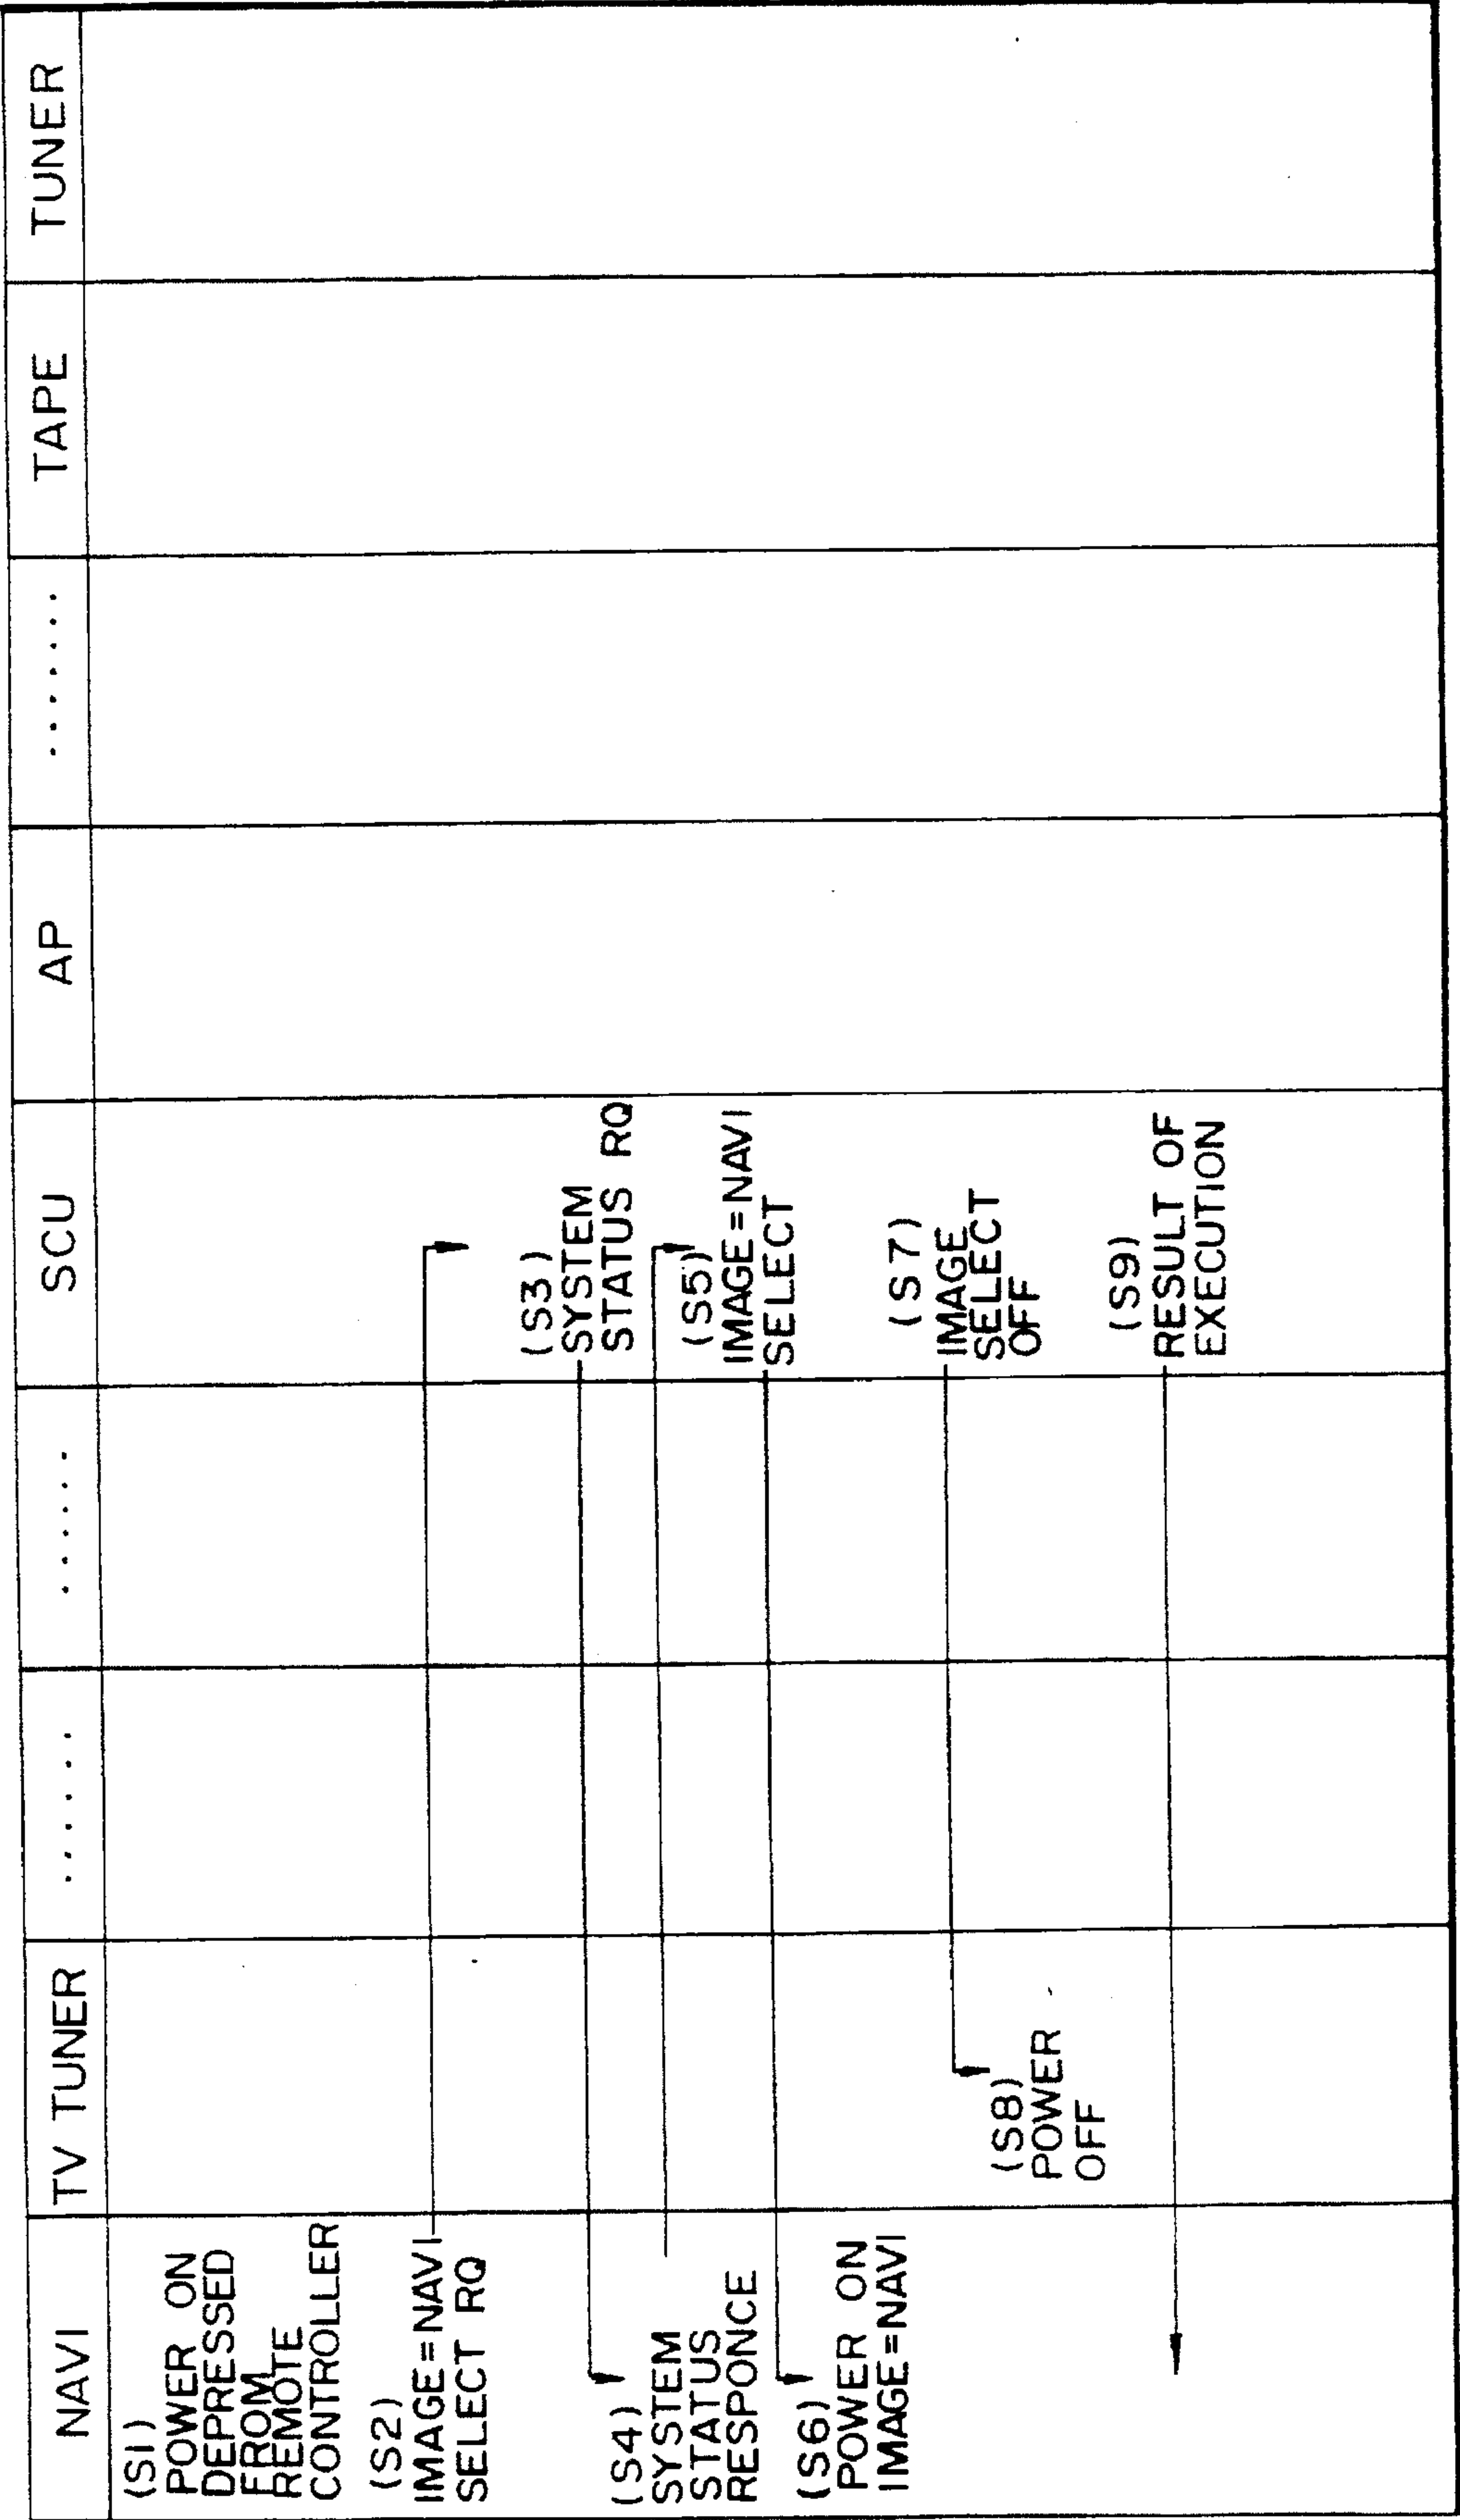 NAVI
TV TUNER
.......
......
SCU
AP
.......
TAPE
TUNER
(S1)
POWER ON
DEPRESSED
FROM
REMOTE
CONTROLLER
(S2)
IMAGE=NAVI
SELECT RQ
(S3)
SYSTEM
STATUS RQ
(S4)
SYSTEM
STATUS
RESPONCE
(S5)
IMAGE=NAVI
SELECT
(S6)
POWER ON
IMAGE=NAVI
(S7)
IMAGE
SELECT
OFF
(S8)
POWER
OFF
(S9)
RESULT OF
EXECUTION